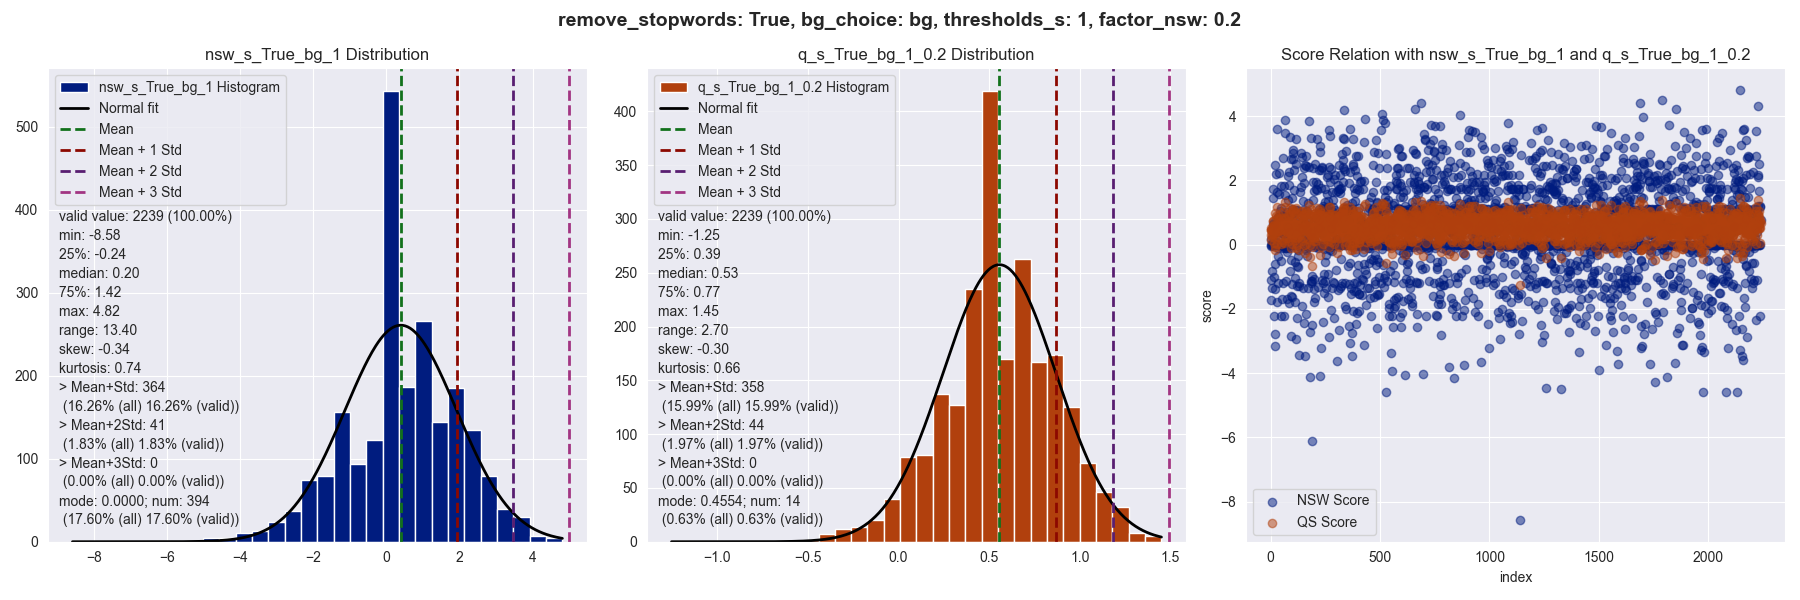 remove_stopwords: True, bg_choice: bg, thresholds_s: 1, factor_nsw: 0.2
nsw_s_True_bg_1 Distribution
nsw_s_True_bg_1 Histogram
Normal fit
Mean
Mean + 1 Std
Mean + 2 Std
Mean + 3 Std
valid value: 2239 (100.00%)
min: -8.58
25%: -0.24
median: 0.20
75%: 1.42
max: 4.82
range: 13.40
skew: -0.34
kurtosis: 0.74
> Mean+Std: 364
(16.26% (all) 16.26% (valid))
> Mean+2Std: 41
(1.83% (all) 1.83% (valid))
> Mean+3Std: 0
(0.00% (all) 0.00% (valid))
mode: 0.0000; num: 394
(17.60% (all) 17.60% (valid))
500
400
300
200
100
0
−8 −6 −4 −2 0 2 4
q_s_True_bg_1_0.2 Distribution
q_s_True_bg_1_0.2 Histogram
Normal fit
Mean
Mean + 1 Std
Mean + 2 Std
Mean + 3 Std
valid value: 2239 (100.00%)
min: -1.25
25%: 0.39
median: 0.53
75%: 0.77
max: 1.45
range: 2.70
skew: -0.30
kurtosis: 0.66
> Mean+Std: 358
(15.99% (all) 15.99% (valid))
> Mean+2Std: 44
(1.97% (all) 1.97% (valid))
> Mean+3Std: 0
(0.00% (all) 0.00% (valid))
mode: 0.4554; num: 14
(0.63% (all) 0.63% (valid))
400
350
300
250
200
150
100
50
0
−1.0 −0.5 0.0 0.5 1.0 1.5
Score Relation with nsw_s_True_bg_1 and q_s_True_bg_1_0.2
4
2
0
−2
−4
−6
−8
score
NSW Score
QS Score
0 500 1000 1500 2000
index